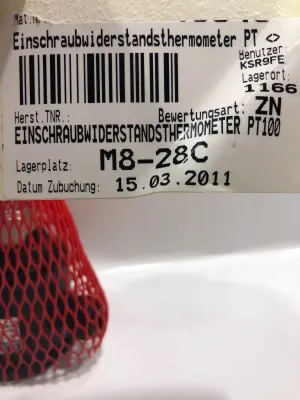 Mat.N
Einschraubwiderstandsthermometer PT <>
Benutzer:
KSR9FE
Lagerort:
1166
Herst.TNR.:
Bewertungsart: ZN
EINSCHRAUBWIDERSTANDSTHERMOMETER PT100
Lagerplatz: M8-28C
Datum Zubuchung: 15.03.2011